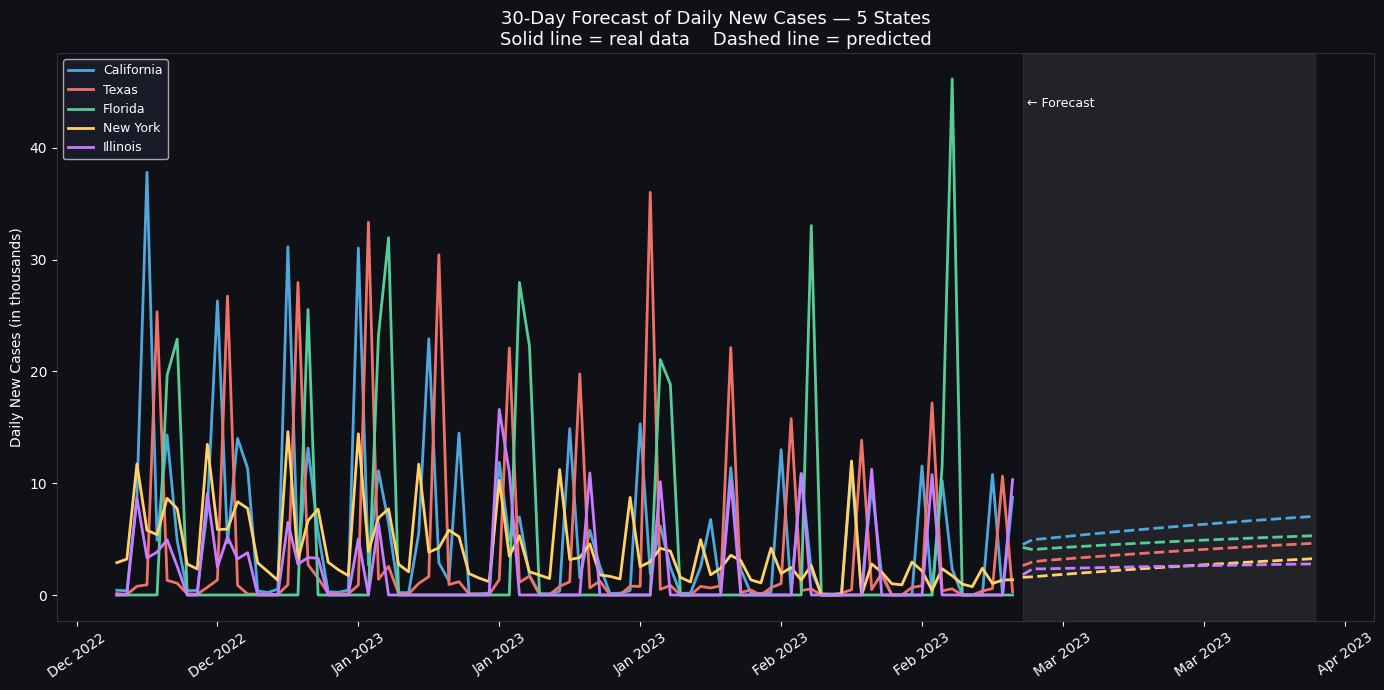 30-Day Forecast of Daily New Cases — 5 States
Solid line = real data    Dashed line = predicted
California
Texas
Florida
New York
Illinois
← Forecast
Daily New Cases (in thousands)
40
30
20
10
0
Dec 2022
Dec 2022
Jan 2023
Jan 2023
Jan 2023
Feb 2023
Feb 2023
Mar 2023
Mar 2023
Apr 2023